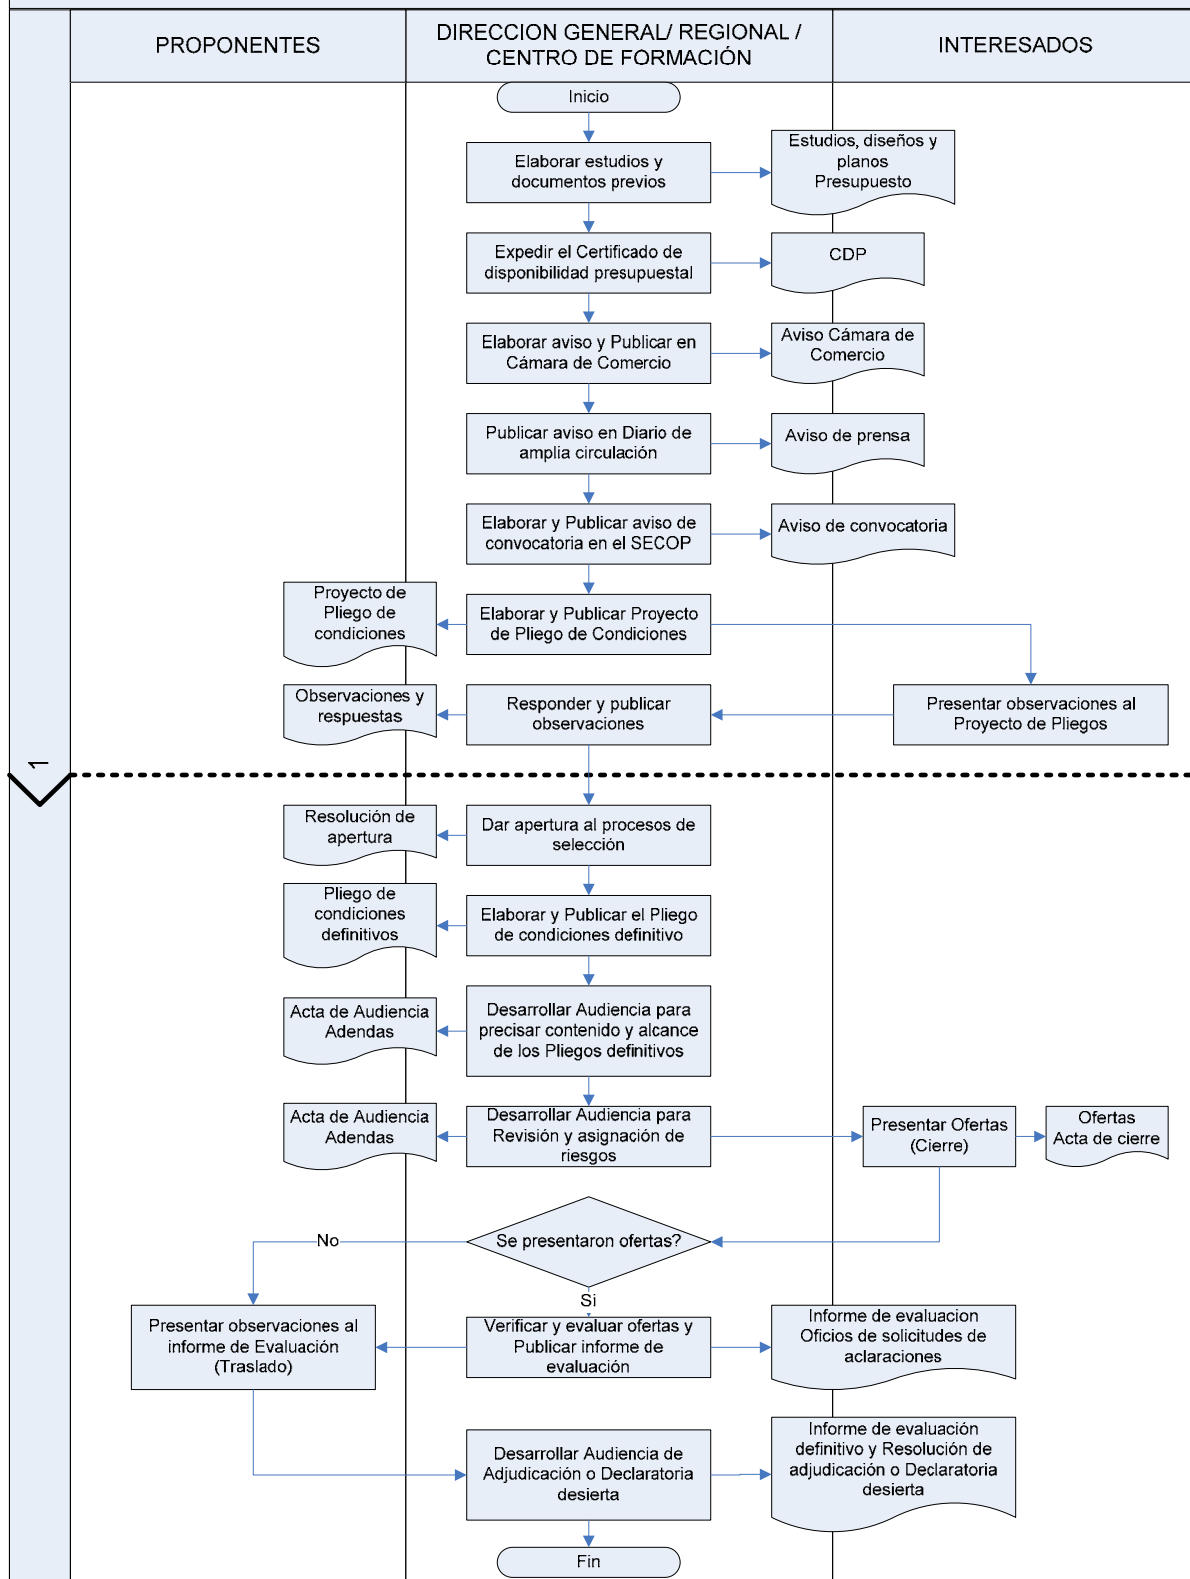 PROPONENTES
DIRECCION GENERAL/ REGIONAL /
CENTRO DE FORMACIÓN
INTERESADOS
Inicio
Elaborar estudios y
documentos previos
Estudios, diseños y
planos
Presupuesto
Expedir el Certificado de
disponibilidad presupuestal
CDP
Elaborar aviso y Publicar en
Cámara de Comercio
Aviso Cámara de
Comercio
Publicar aviso en Diario de
amplia circulación
Aviso de prensa
Elaborar y Publicar aviso de
convocatoria en el SECOP
Aviso de convocatoria
Proyecto de
Pliego de
condiciones
Elaborar y Publicar Proyecto
de Pliego de Condiciones
Observaciones y
respuestas
Responder y publicar
observaciones
Presentar observaciones al
Proyecto de Pliegos
1
Resolución de
apertura
Dar apertura al procesos de
selección
Pliego de
condiciones
definitivos
Elaborar y Publicar el Pliego
de condiciones definitivo
Acta de Audiencia
Adendas
Desarrollar Audiencia para
precisar contenido y alcance
de los Pliegos definitivos
Acta de Audiencia
Adendas
Desarrollar Audiencia para
Revisión y asignación de
riesgos
Presentar Ofertas
(Cierre)
Ofertas
Acta de cierre
No
Se presentaron ofertas?
Si
Presentar observaciones al
informe de Evaluación
(Traslado)
Verificar y evaluar ofertas y
Publicar informe de
evaluación
Informe de evaluacion
Oficios de solicitudes de
aclaraciones
Desarrollar Audiencia de
Adjudicación o Declaratoria
desierta
Informe de evaluación
definitivo y Resolución de
adjudicación o Declaratoria
desierta
Fin